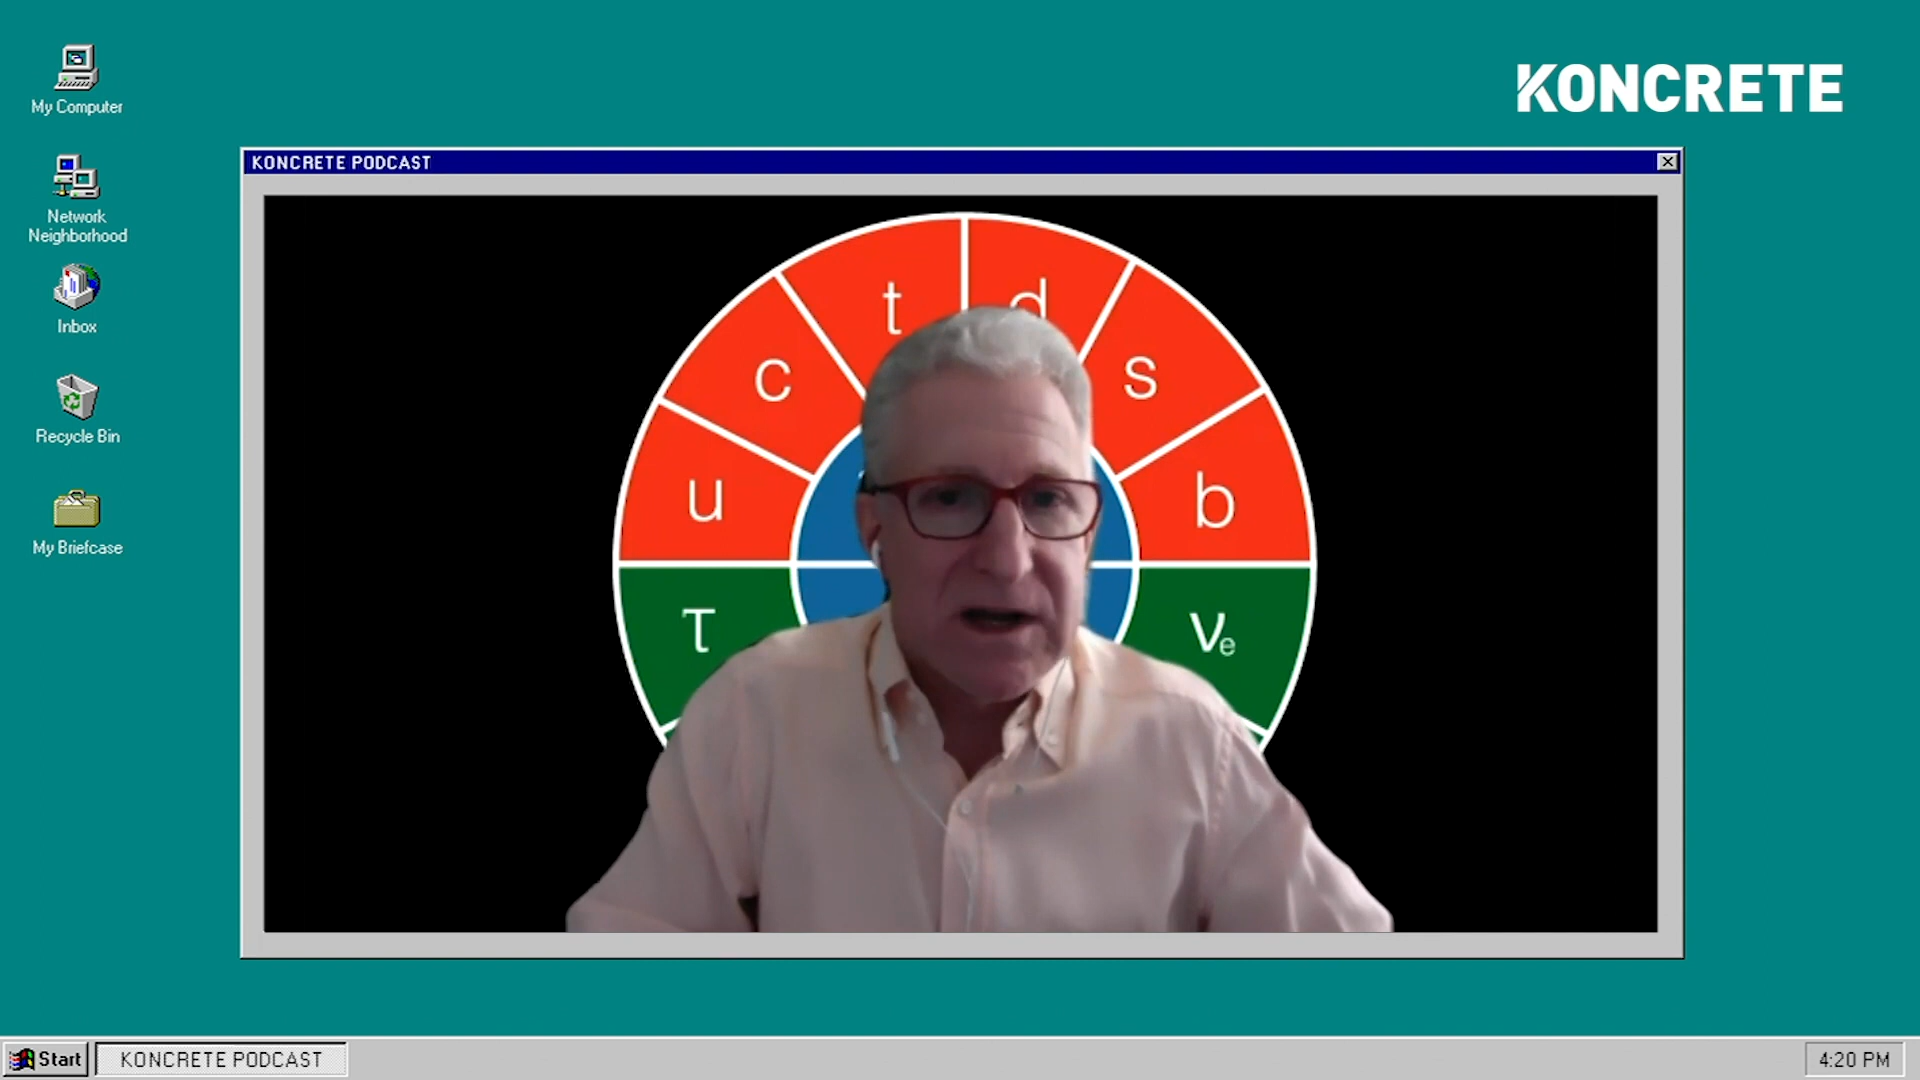 My Computer
KONCRETE
KONCRETE PODCAST
Network
Neighborhood
Inbox
Recycle Bin
My Briefcase
t
d
c
s
u
b
τ
νe
Start
KONCRETE PODCAST
4:20 PM